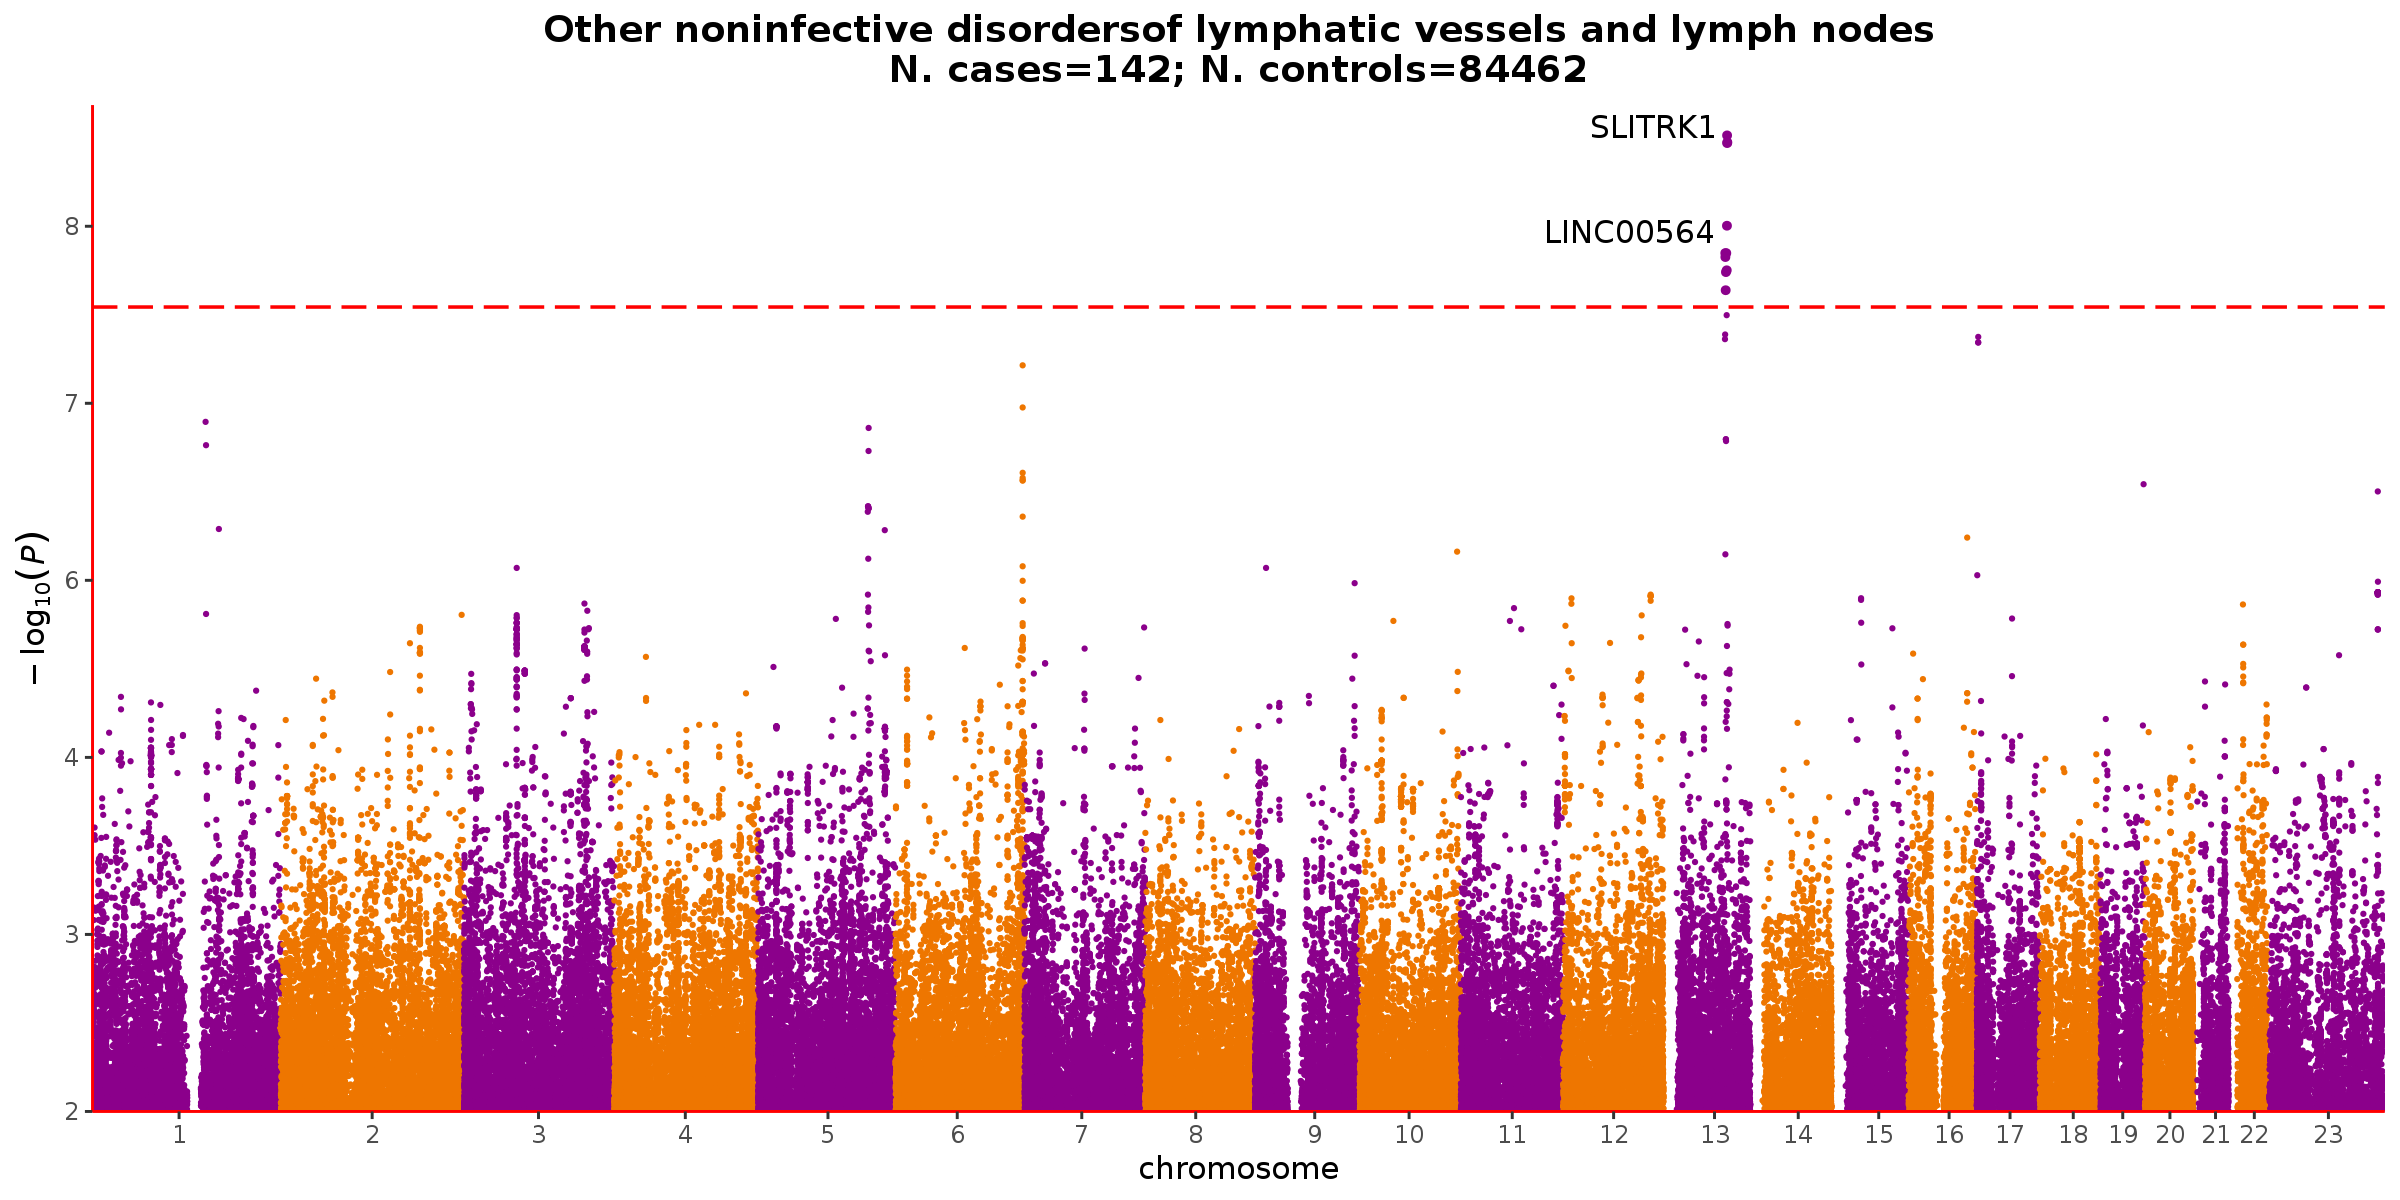 Other noninfective disordersof lymphatic vessels and lymph nodes
N. cases=142; N. controls=84462
SLITRK1
LINC00564
8
7
6
4
3
2
−log₁₀(P)
1 2 3 4 5 6 7 8 9 10 11 12 13 14 15 16 17 18 19 20 21 22 23
chromosome